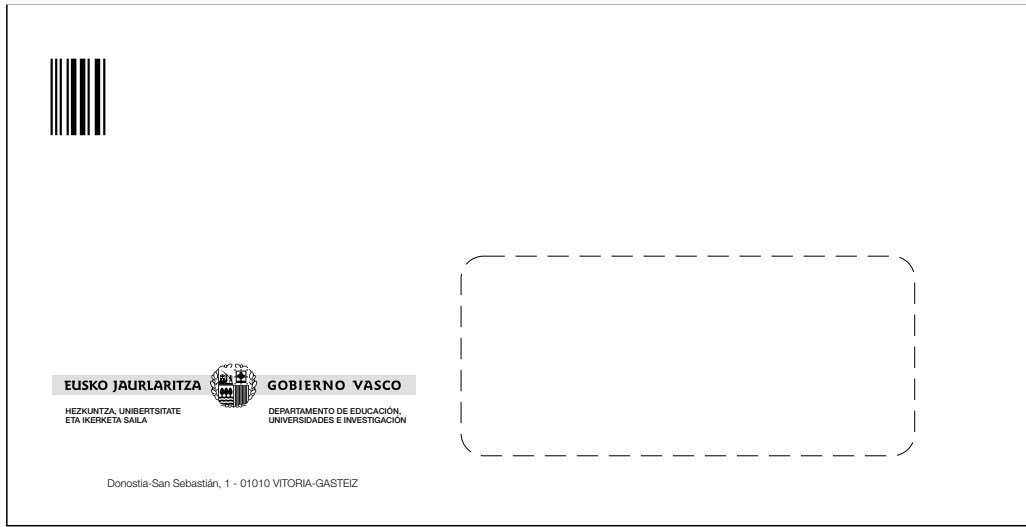 EUSKO JAURLARITZA GOBIERNO VASCO
HEZKUNTZA, UNIBERTSITATE
ETA IKERKETA SAILA
DEPARTAMENTO DE EDUCACIÓN,
UNIVERSIDADES E INVESTIGACIÓN
Donostia-San Sebastián, 1 - 01010 VITORIA-GASTEIZ